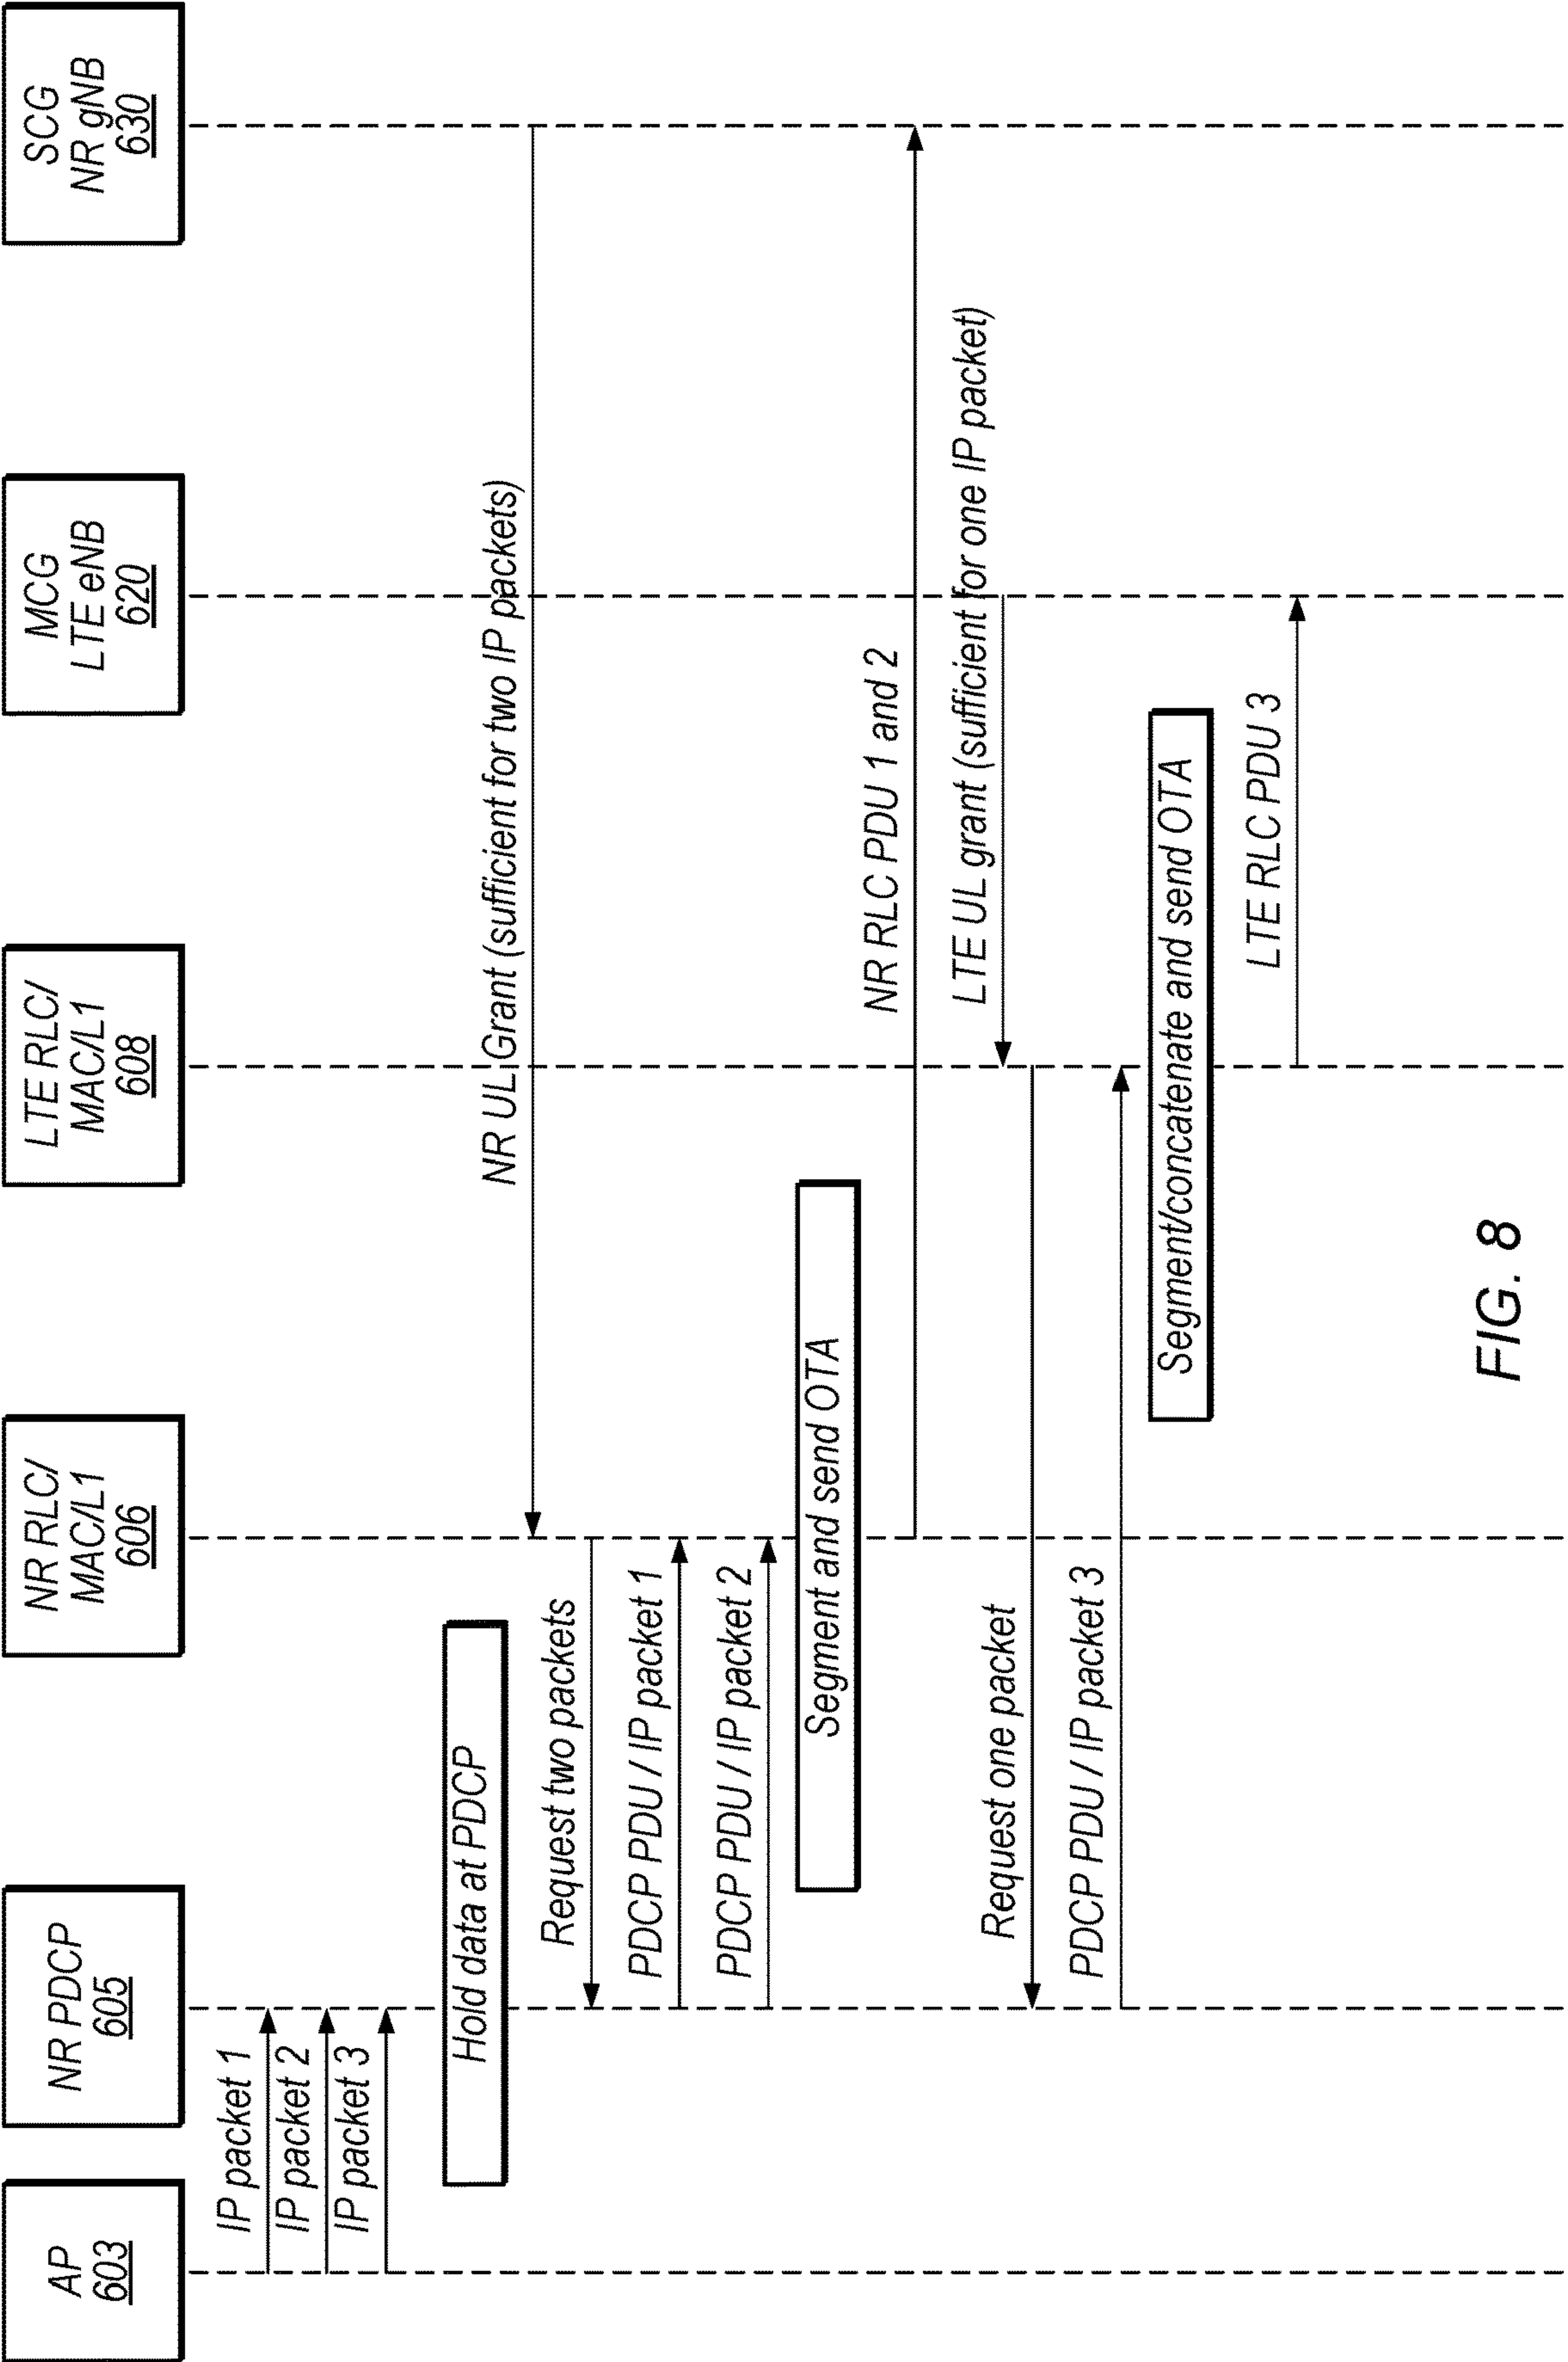 AP
603
NR PDCP
605
NR RLC/
MAC/L1
606
LTE RLC/
MAC/L1
608
MCG
LTE eNB
620
SCG
NR gNB
630
IP packet 1
IP packet 2
IP packet 3
Hold data at PDCP
NR UL Grant (sufficient for two IP packets)
Request two packets
PDCP PDU / IP packet 1
PDCP PDU / IP packet 2
Segment and send OTA
NR RLC PDU 1 and 2
LTE UL grant (sufficient for one IP packet)
Request one packet
PDCP PDU / IP packet 3
Segment/concatenate and send OTA
LTE RLC PDU 3
FIG. 8